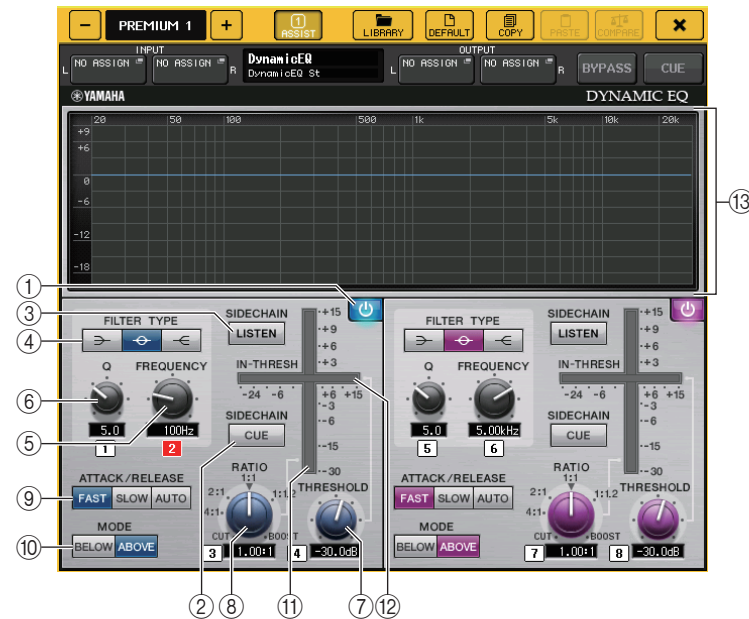 − PREMIUM 1 + 1 ASSIST LIBRARY DEFAULT COPY PASTE COMPARE ×
INPUT OUTPUT
L NO ASSIGN NO ASSIGN R DynamicEQ DynamicEQ St L NO ASSIGN NO ASSIGN R BYPASS CUE
YAMAHA DYNAMIC EQ
20 50 100 500 1k 5k 10k 20k
+9
+6
0
-6
-12
-18
⑬
①
③
④
⑥
⑤
⑨
⑩
FILTER TYPE
SIDECHAIN
LISTEN
Q FREQUENCY
5.0 100Hz
1 2
IN-THRESH
-24 -6 +6 +15
+15
+9
+6
+3
-3
-6
-15
-30
SIDECHAIN
CUE
ATTACK/RELEASE
FAST SLOW AUTO
MODE
BELOW ABOVE
RATIO
1:1
2:1 1:1.2
4:1
CUT BOOST
3 1.00:1
THRESHOLD
4 -30.0dB
FILTER TYPE
SIDECHAIN
LISTEN
Q FREQUENCY
5.0 5.00kHz
5 6
IN-THRESH
-24 -6 +6 +15
+15
+9
+6
+3
-3
-6
-15
-30
SIDECHAIN
CUE
ATTACK/RELEASE
FAST SLOW AUTO
MODE
BELOW ABOVE
RATIO
1:1
2:1 1:1.2
4:1
CUT BOOST
7 1.00:1
THRESHOLD
8 -30.0dB
② ⑧ ⑪ ⑦ ⑫